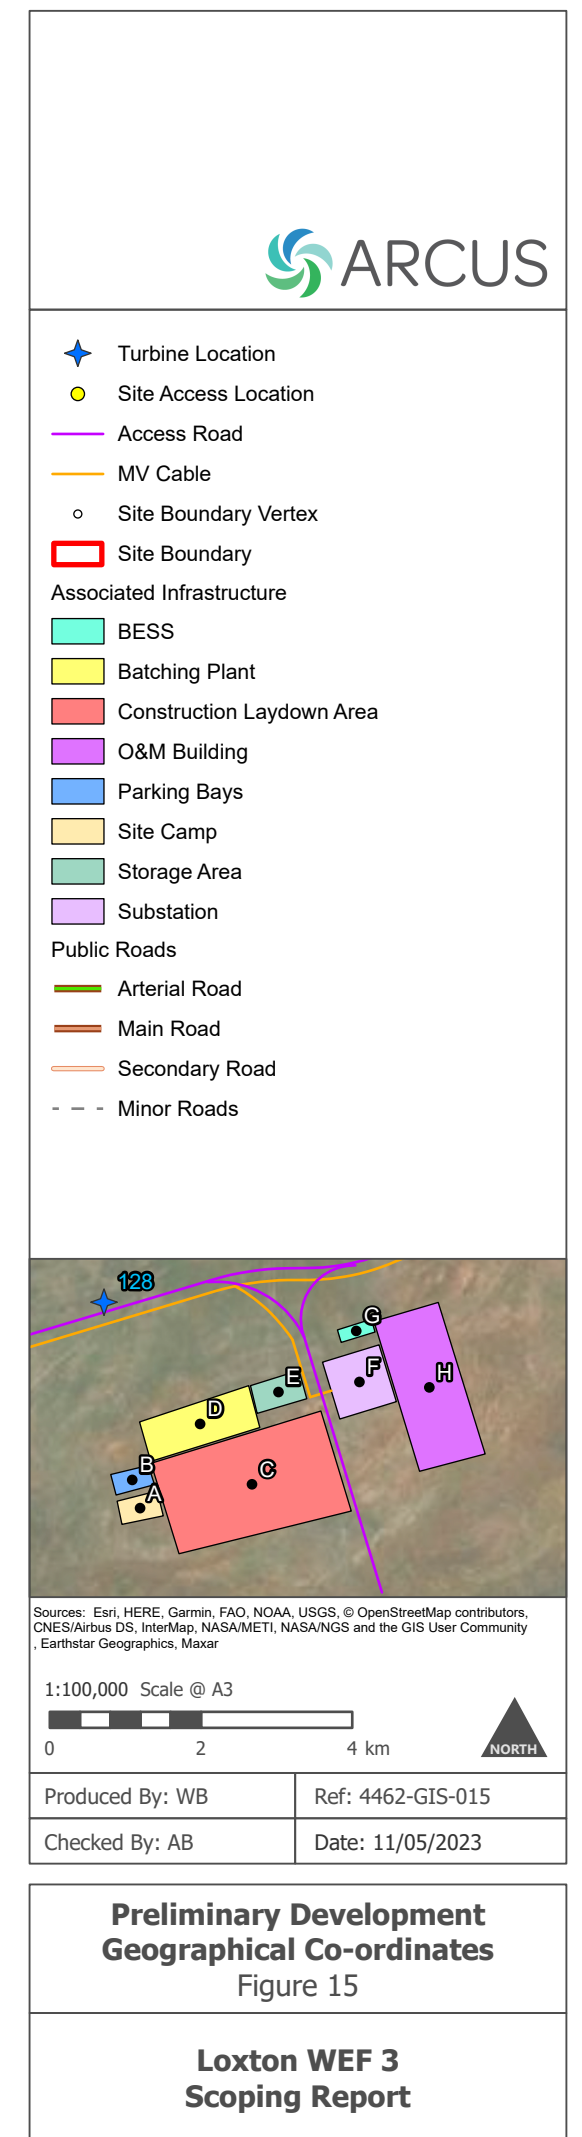 ARCUS
Turbine Location
Site Access Location
Access Road
MV Cable
Site Boundary Vertex
Site Boundary
Associated Infrastructure
BESS
Batching Plant
Construction Laydown Area
O&M Building
Parking Bays
Site Camp
Storage Area
Substation
Public Roads
Arterial Road
Main Road
Secondary Road
Minor Roads
128
G
F
H
E
D
C
B
A
Sources: Esri, HERE, Garmin, FAO, NOAA, USGS, © OpenStreetMap contributors,
CNES/Airbus DS, InterMap, NASA/METI, NASA/NGS and the GIS User Community
, Earthstar Geographics, Maxar
1:100,000 Scale @ A3
0 2 4 km
NORTH
Produced By: WB
Ref: 4462-GIS-015
Checked By: AB
Date: 11/05/2023
Preliminary Development
Geographical Co-ordinates
Figure 15
Loxton WEF 3
Scoping Report